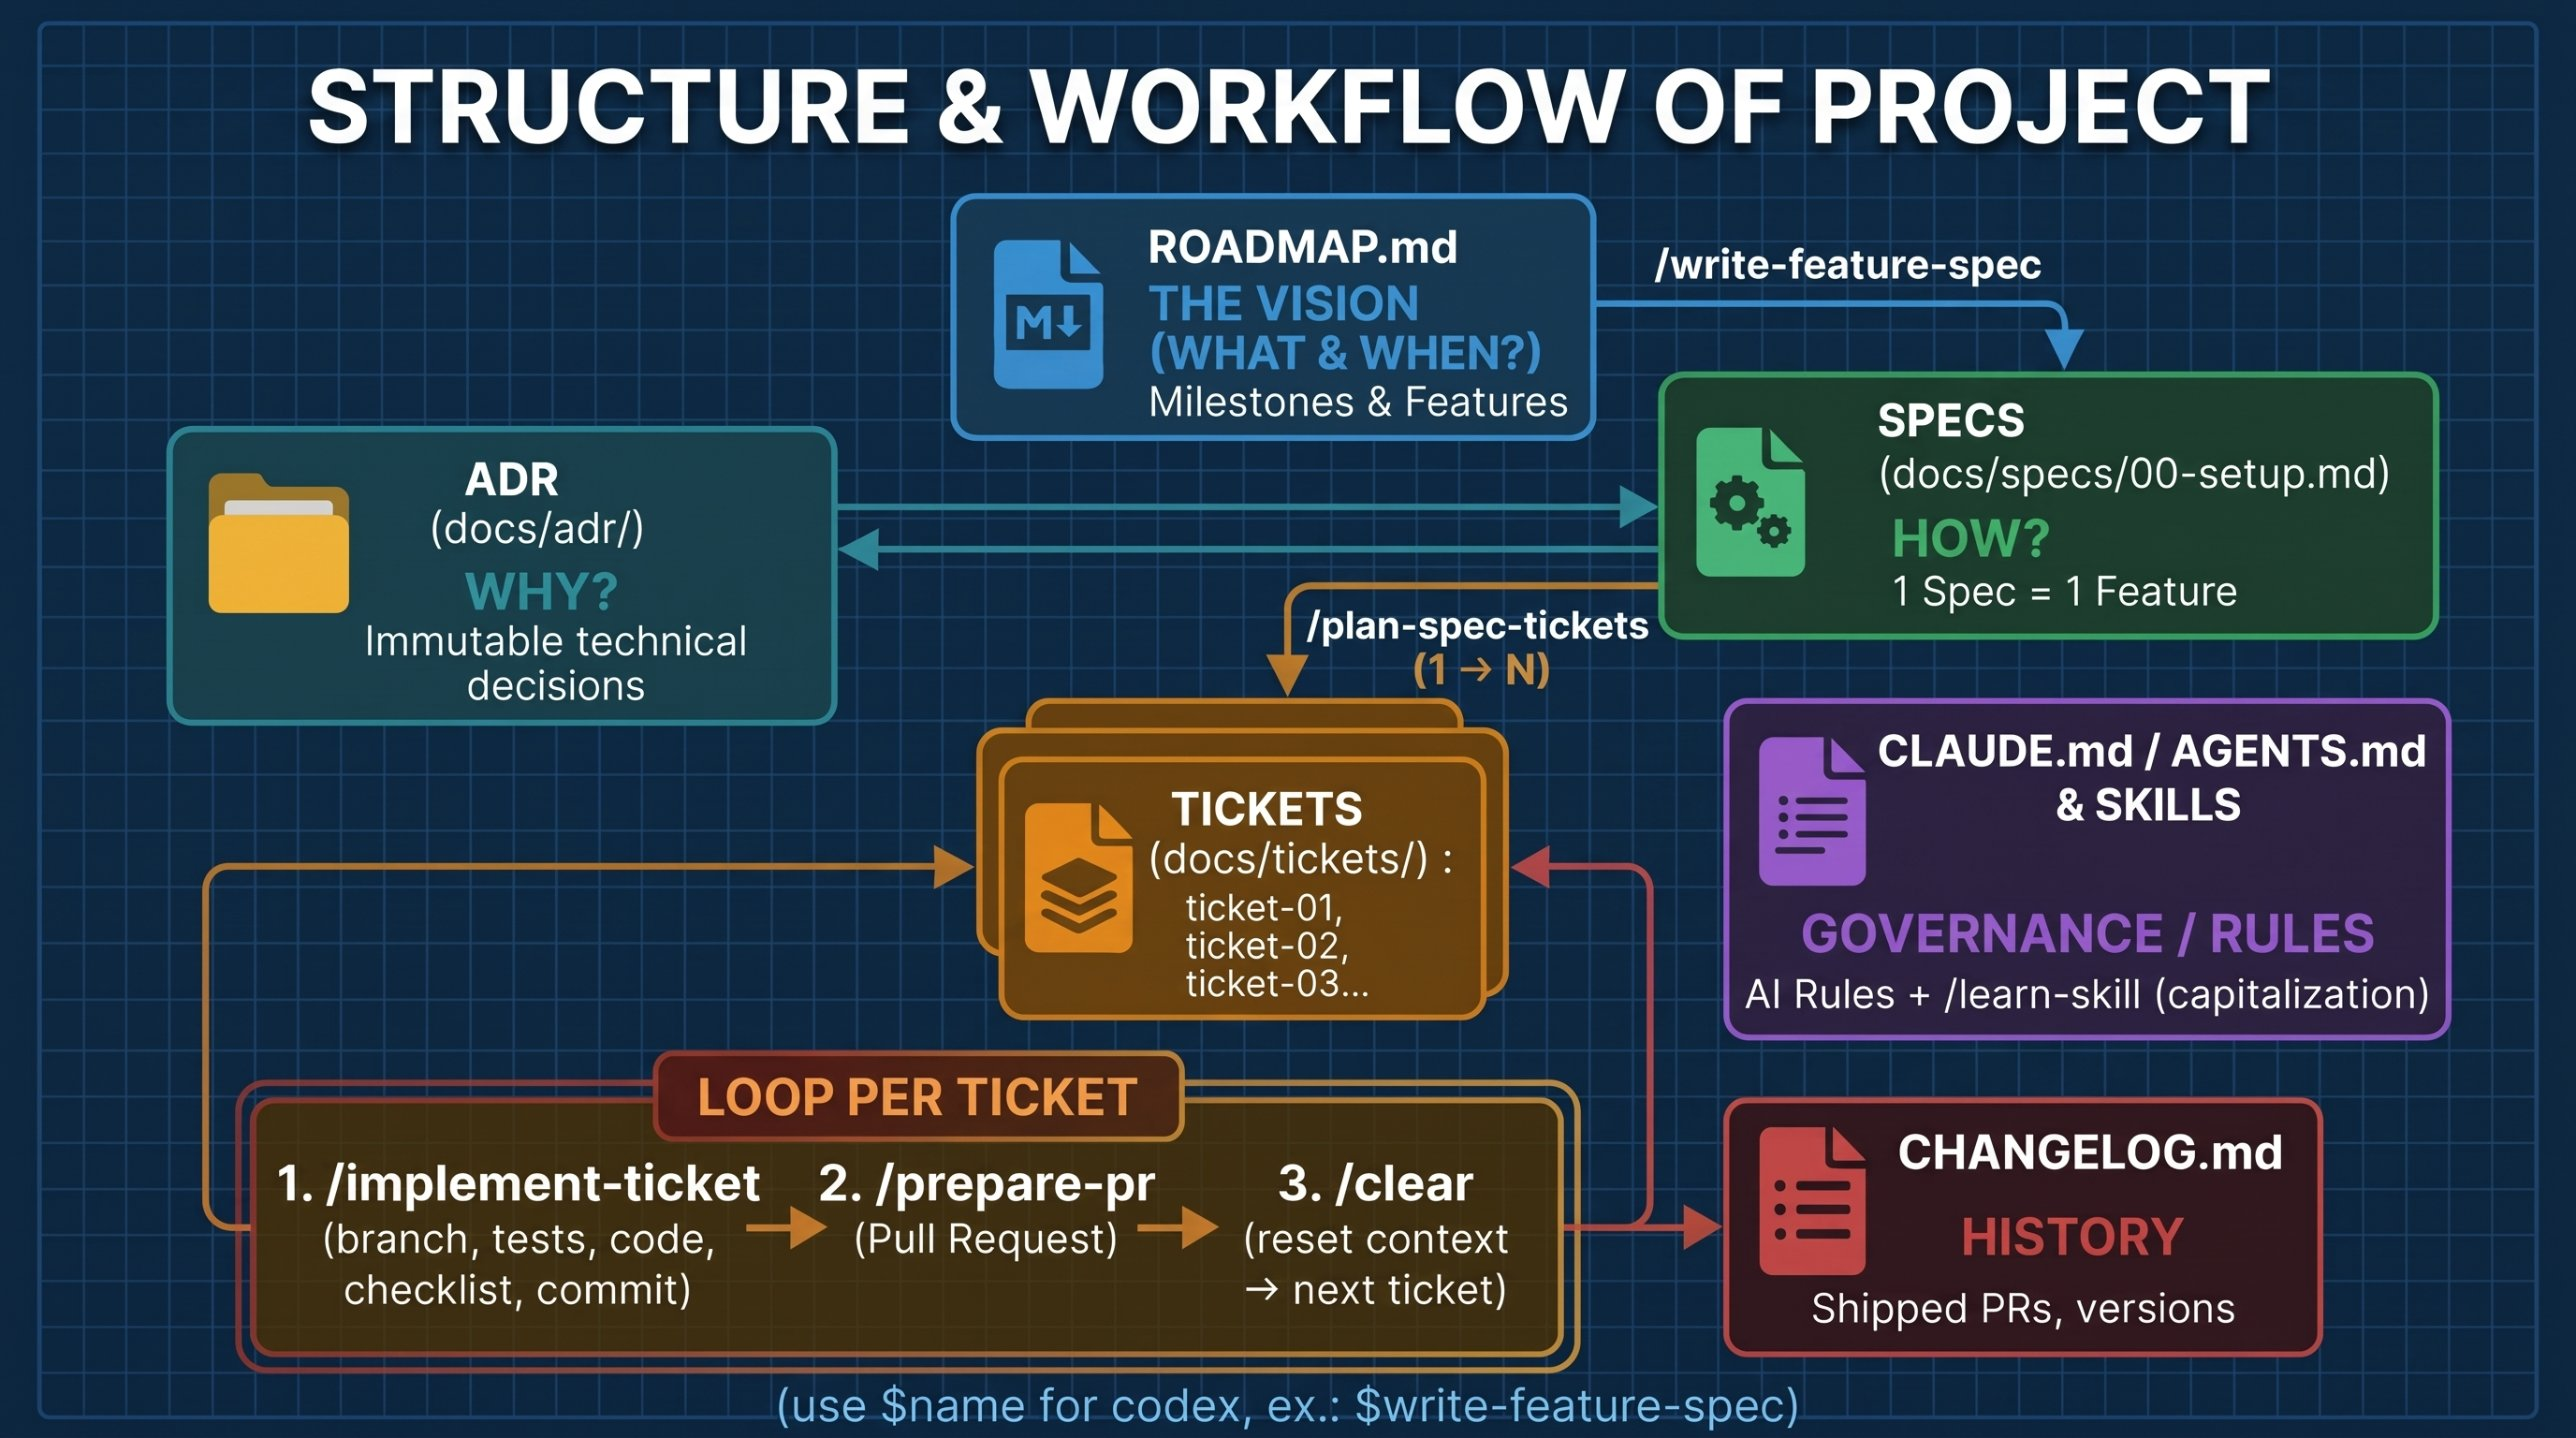 STRUCTURE & WORKFLOW OF PROJECT
ROADMAP.md
THE VISION
(WHAT & WHEN?)
Milestones & Features
M↓
/write-feature-spec
SPECS
(docs/specs/00-setup.md)
HOW?
1 Spec = 1 Feature
ADR
(docs/adr/)
WHY?
Immutable technical
decisions
/plan-spec-tickets
(1 → N)
TICKETS
(docs/tickets/) :
ticket-01,
ticket-02,
ticket-03...
CLAUDE.md / AGENTS.md
& SKILLS
GOVERNANCE / RULES
AI Rules + /learn-skill (capitalization)
LOOP PER TICKET
1. /implement-ticket
(branch, tests, code,
checklist, commit)
2. /prepare-pr
(Pull Request)
3. /clear
(reset context
→ next ticket)
CHANGELOG.md
HISTORY
Shipped PRs, versions
(use $name for codex, ex.: $write-feature-spec)